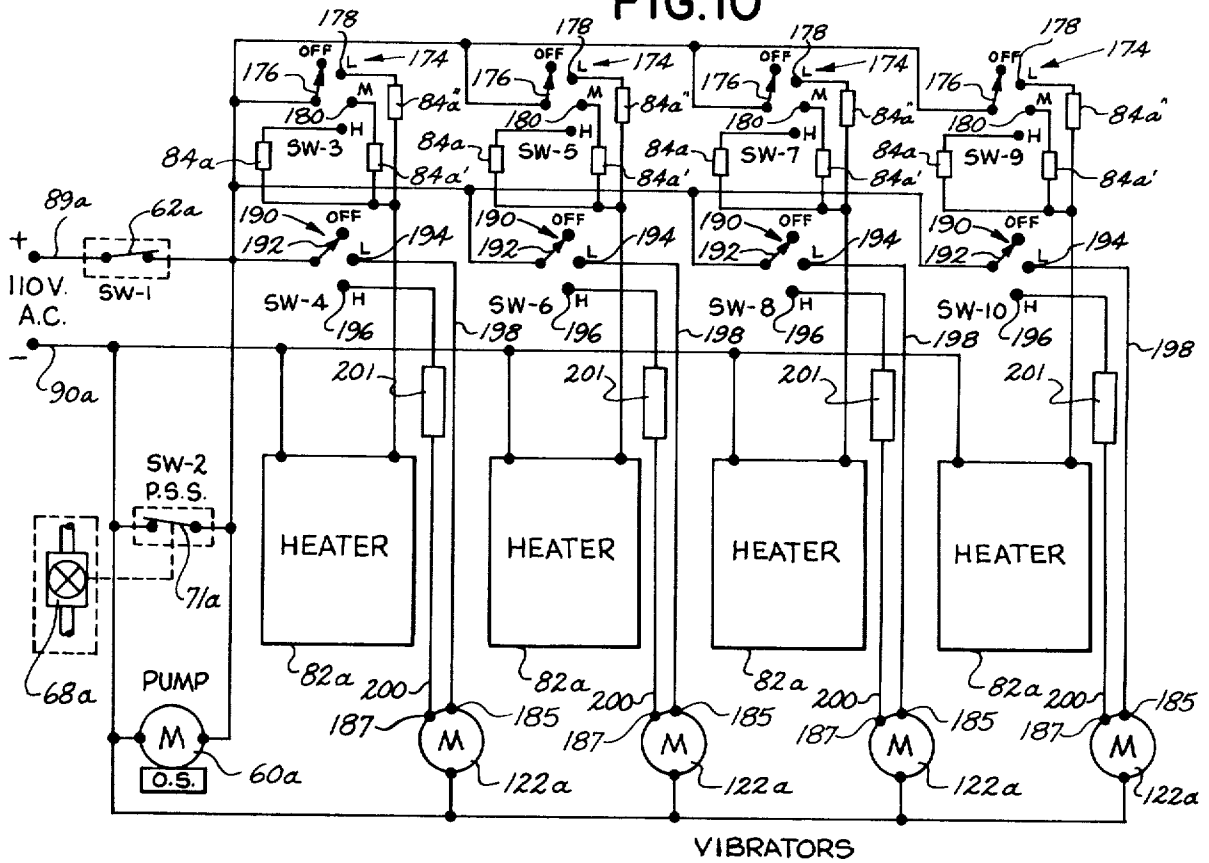 FIG.10
178 178 178 178
OFF L 174 OFF L 174 OFF L 174 OFF L 174
176 176 176 176
M 84a" M 84a" M 84a" M 84a"
180 180 180 180
H H H H
84a SW-3 84a' 84a SW-5 84a' 84a SW-7 84a' 84a SW-9 84a'
89a 62a
190 OFF 190 OFF 190 OFF 190 OFF
192 L 194 192 L 194 192 L 194 192 L 194
+
110V. A.C.
SW-1
SW-4 H SW-6 H SW-8 H SW-10 H
196 198 196 198 196 198 196 198
−
90a
201 201 201 201
SW-2
P.S.S.
HEATER HEATER HEATER HEATER
71a
68a
82a 82a 82a 82a
PUMP
200 200 200 200
187 185 187 185 187 185 187 185
M M M M M
60a
O.S.
122a 122a 122a 122a
VIBRATORS